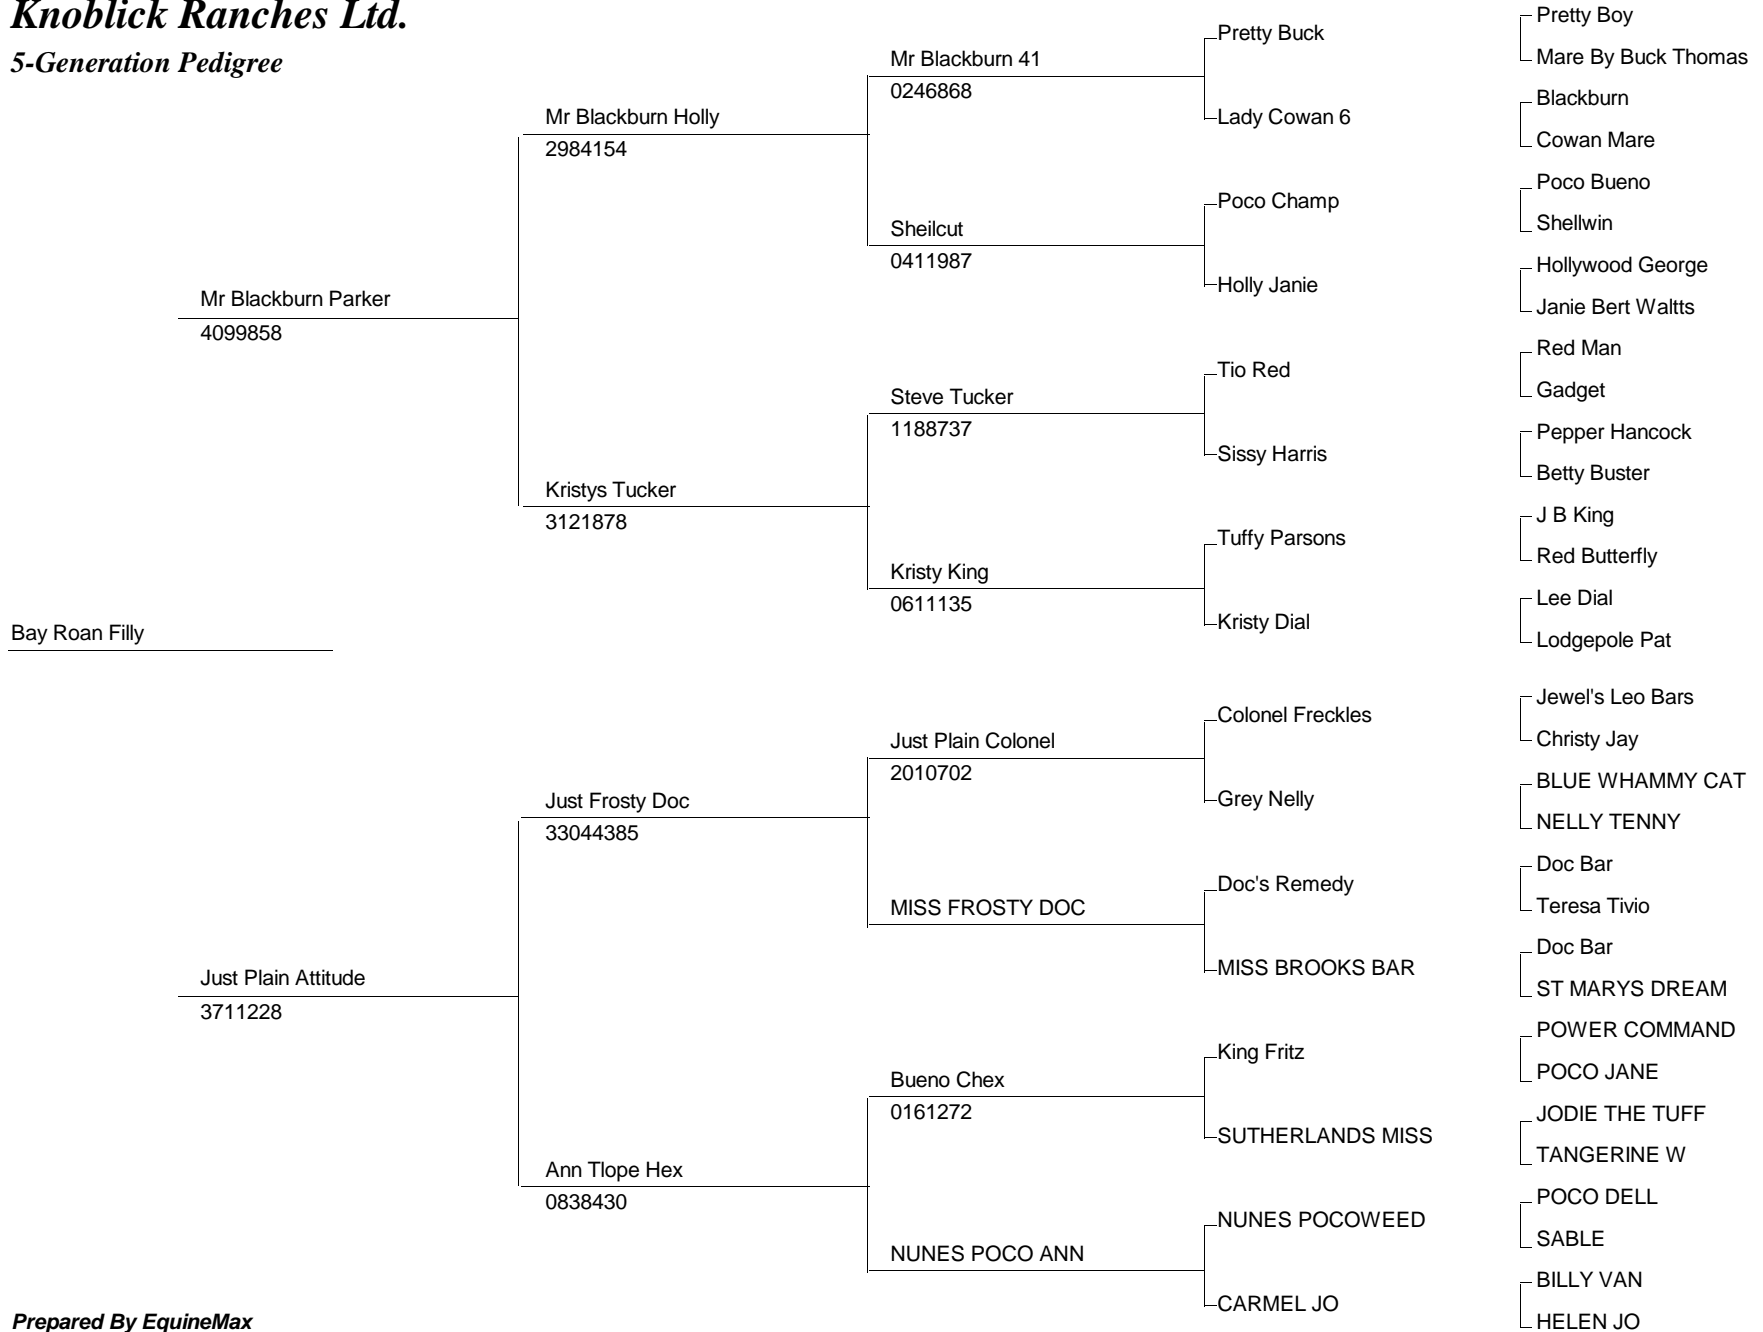 Knoblick Ranches Ltd.
5-Generation Pedigree
Bay Roan Filly
Mr Blackburn Parker
4099858
Just Plain Attitude
3711228
Mr Blackburn Holly
2984154
Kristys Tucker
3121878
Just Frosty Doc
33044385
Ann Tlope Hex
0838430
Mr Blackburn 41
0246868
Sheilcut
0411987
Steve Tucker
1188737
Kristy King
0611135
Just Plain Colonel
2010702
MISS FROSTY DOC
Bueno Chex
0161272
NUNES POCO ANN
Pretty Buck
Lady Cowan 6
Poco Champ
Holly Janie
Tio Red
Sissy Harris
Tuffy Parsons
Kristy Dial
Colonel Freckles
Grey Nelly
Doc's Remedy
MISS BROOKS BAR
King Fritz
SUTHERLANDS MISS
NUNES POCOWEED
CARMEL JO
Pretty Boy
Mare By Buck Thomas
Blackburn
Cowan Mare
Poco Bueno
Shellwin
Hollywood George
Janie Bert Waltts
Red Man
Gadget
Pepper Hancock
Betty Buster
J B King
Red Butterfly
Lee Dial
Lodgepole Pat
Jewel's Leo Bars
Christy Jay
BLUE WHAMMY CAT
NELLY TENNY
Doc Bar
Teresa Tivio
Doc Bar
ST MARYS DREAM
POWER COMMAND
POCO JANE
JODIE THE TUFF
TANGERINE W
POCO DELL
SABLE
BILLY VAN
HELEN JO
Prepared By EquineMax